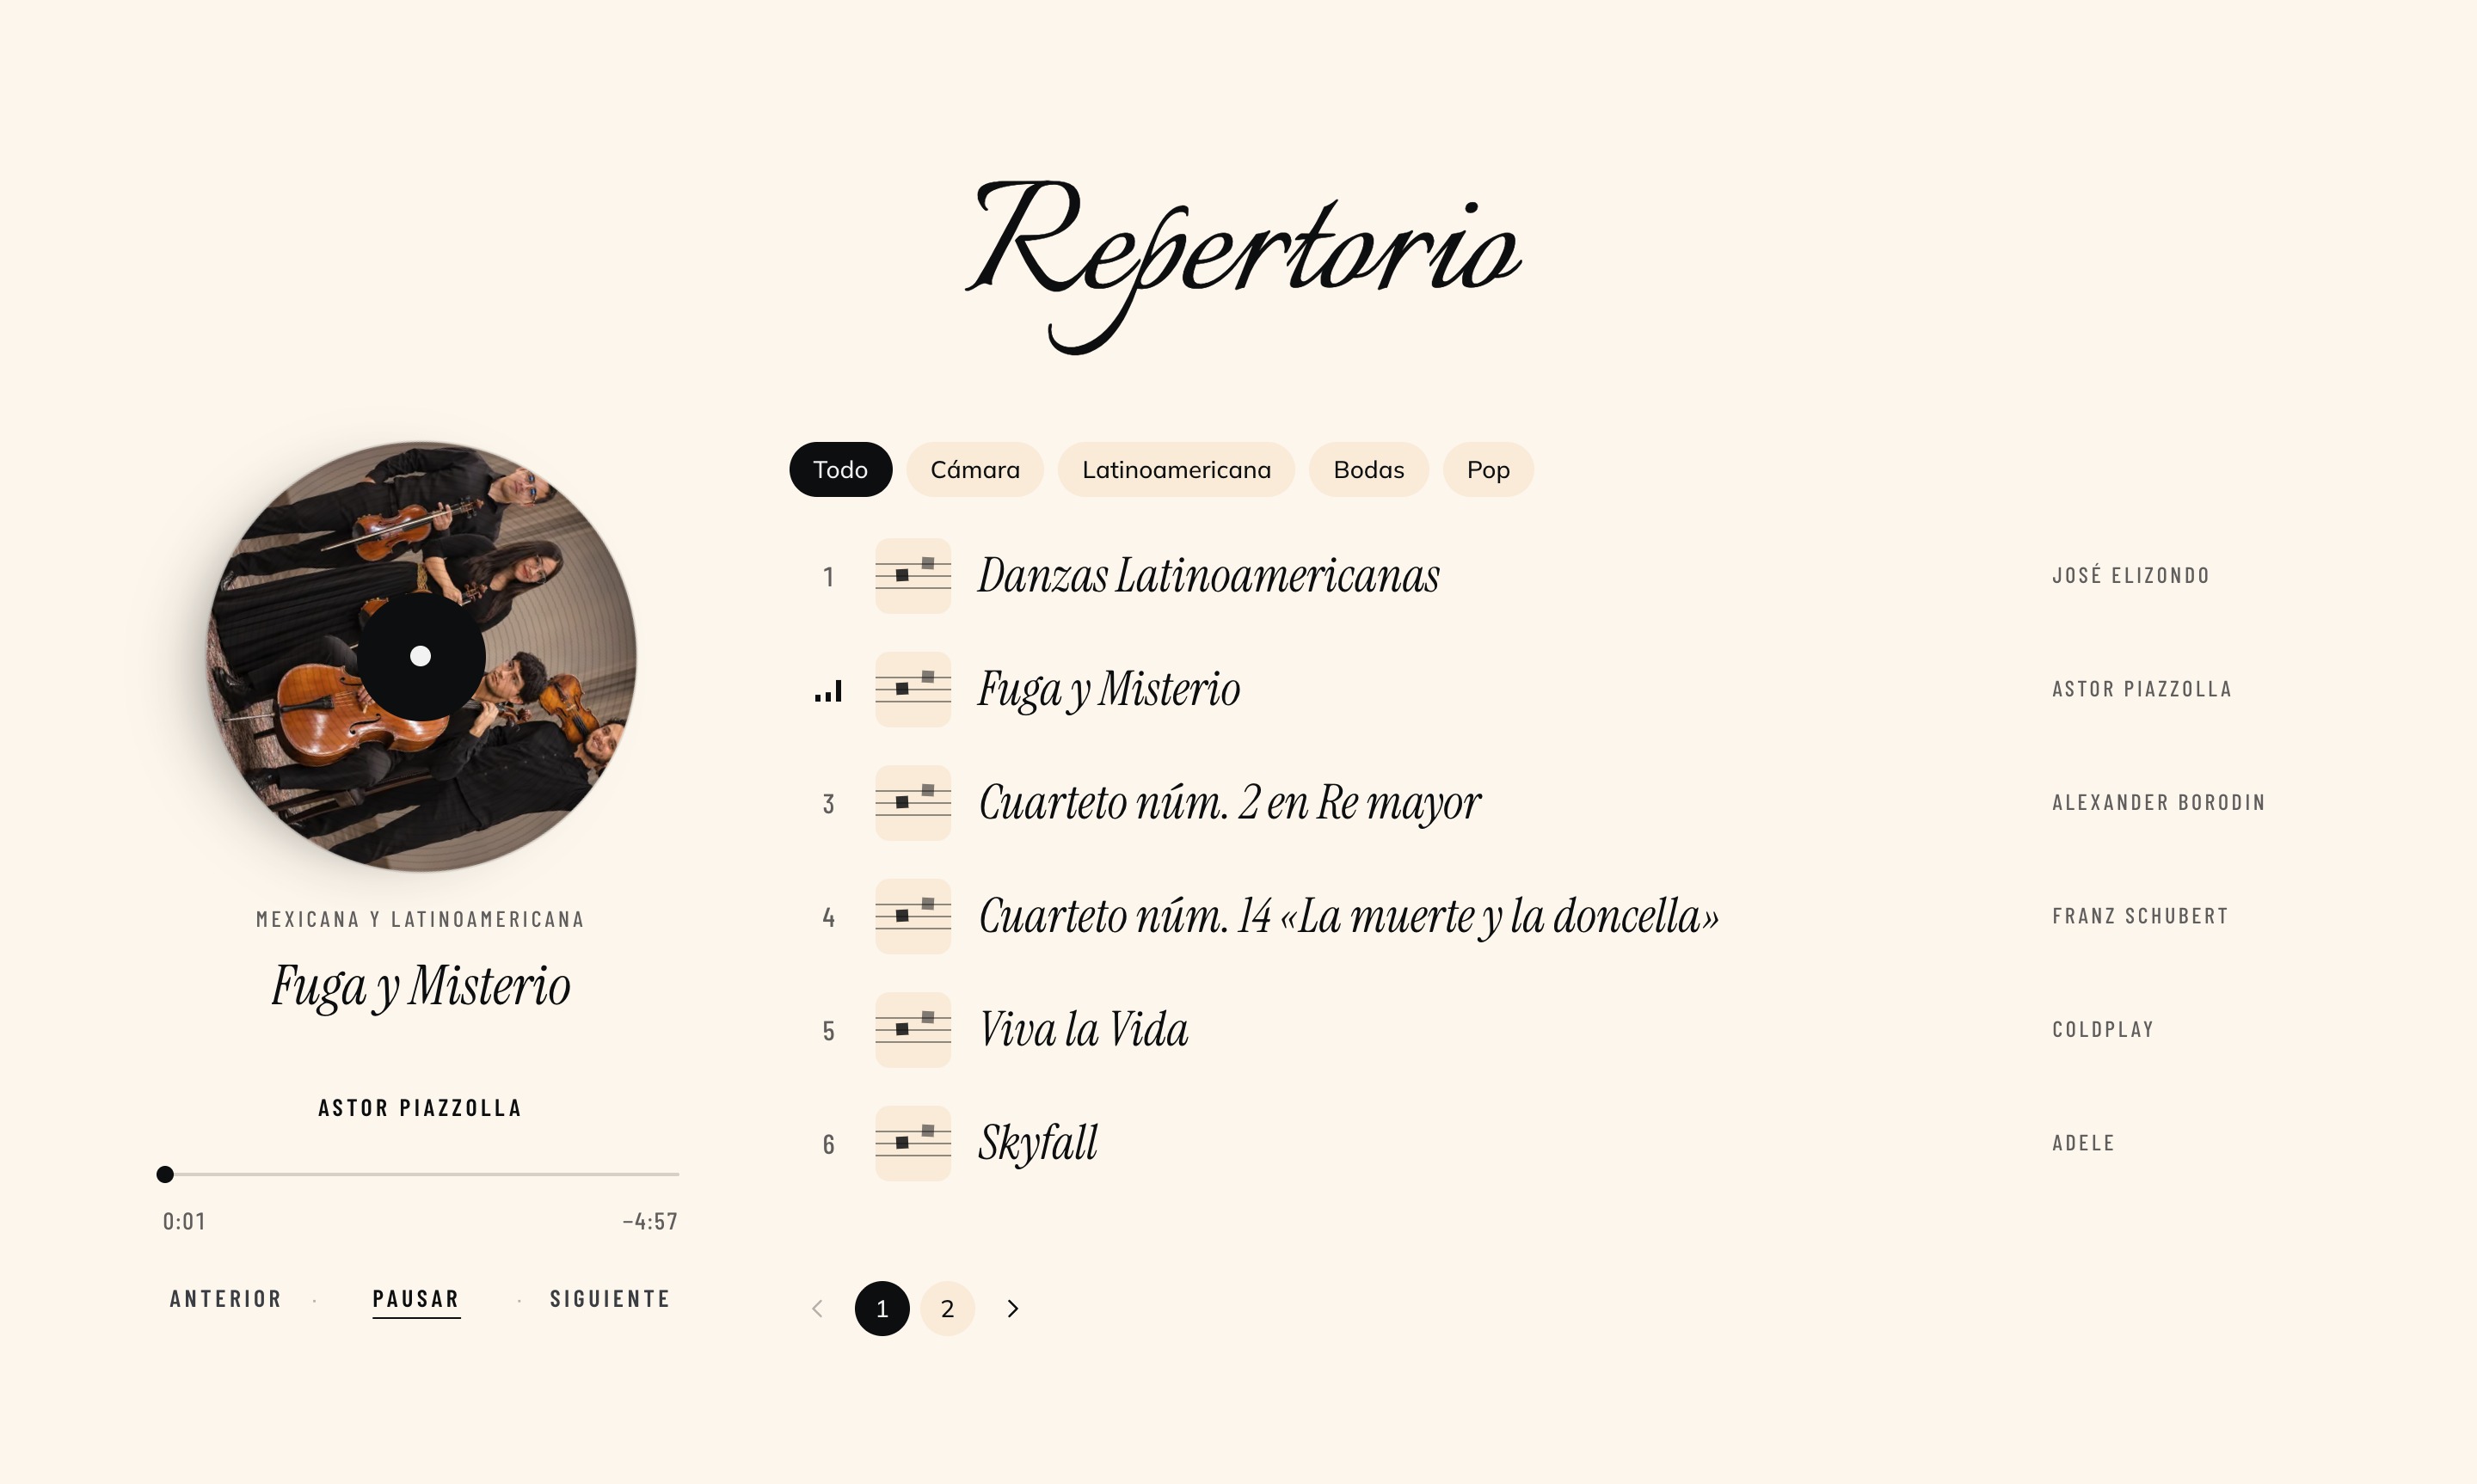 Repertorio
MEXICANA Y LATINOAMERICANA
Fuga y Misterio
ASTOR PIAZZOLLA
0:01 −4:57
ANTERIOR · PAUSAR · SIGUIENTE
Todo Cámara Latinoamericana Bodas Pop
1 Danzas Latinoamericanas JOSÉ ELIZONDO
Fuga y Misterio ASTOR PIAZZOLLA
3 Cuarteto núm. 2 en Re mayor ALEXANDER BORODIN
4 Cuarteto núm. 14 «La muerte y la doncella» FRANZ SCHUBERT
5 Viva la Vida COLDPLAY
6 Skyfall ADELE
1 2